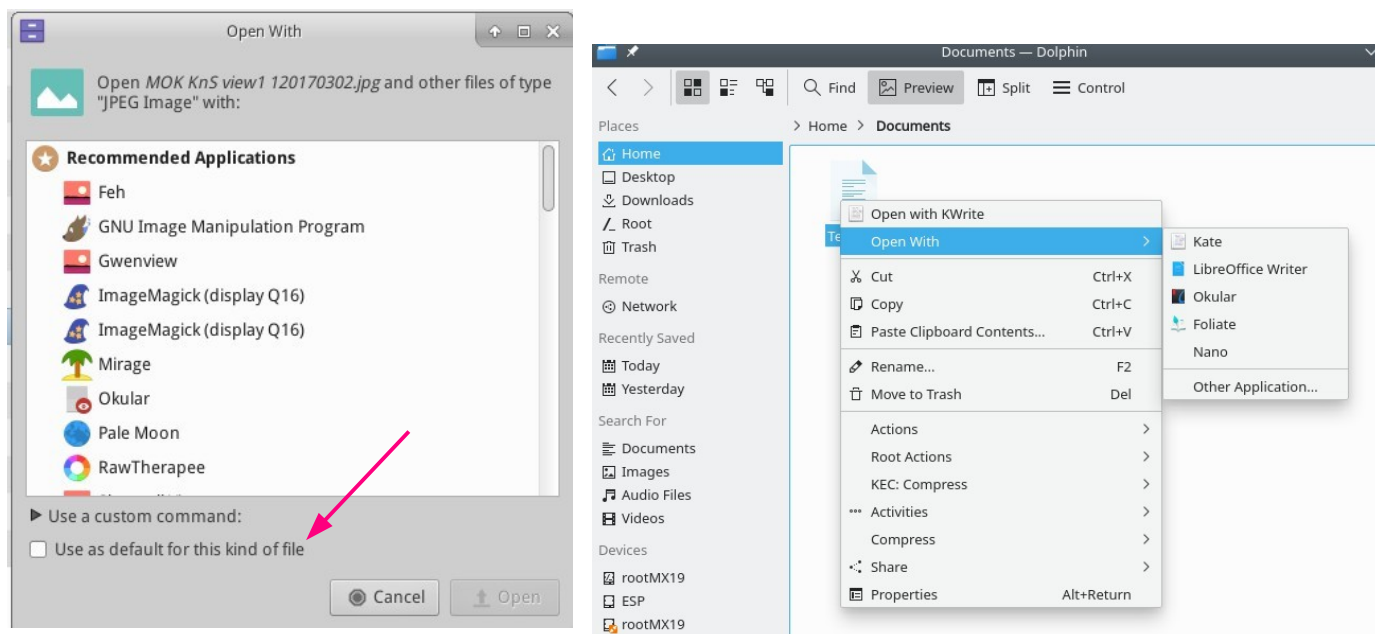 Open With
Open MOK KnS view1 120170302.jpg and other files of type
"JPEG Image" with:
Recommended Applications
Feh
GNU Image Manipulation Program
Gwenview
ImageMagick (display Q16)
ImageMagick (display Q16)
Mirage
Okular
Pale Moon
RawTherapee
Use a custom command:
Use as default for this kind of file
Cancel
Open
Documents — Dolphin
Find
Preview
Split
Control
Places
Home
Desktop
Downloads
Root
Trash
Remote
Network
Recently Saved
Today
Yesterday
Search For
Documents
Images
Audio Files
Videos
Devices
rootMX19
ESP
rootMX19
> Home > Documents
Te
Open with KWrite
Open With
Cut Ctrl+X
Copy Ctrl+C
Paste Clipboard Contents... Ctrl+V
Rename... F2
Move to Trash Del
Actions
Root Actions
KEC: Compress
Activities
Compress
Share
Properties Alt+Return
Kate
LibreOffice Writer
Okular
Foliate
Nano
Other Application...